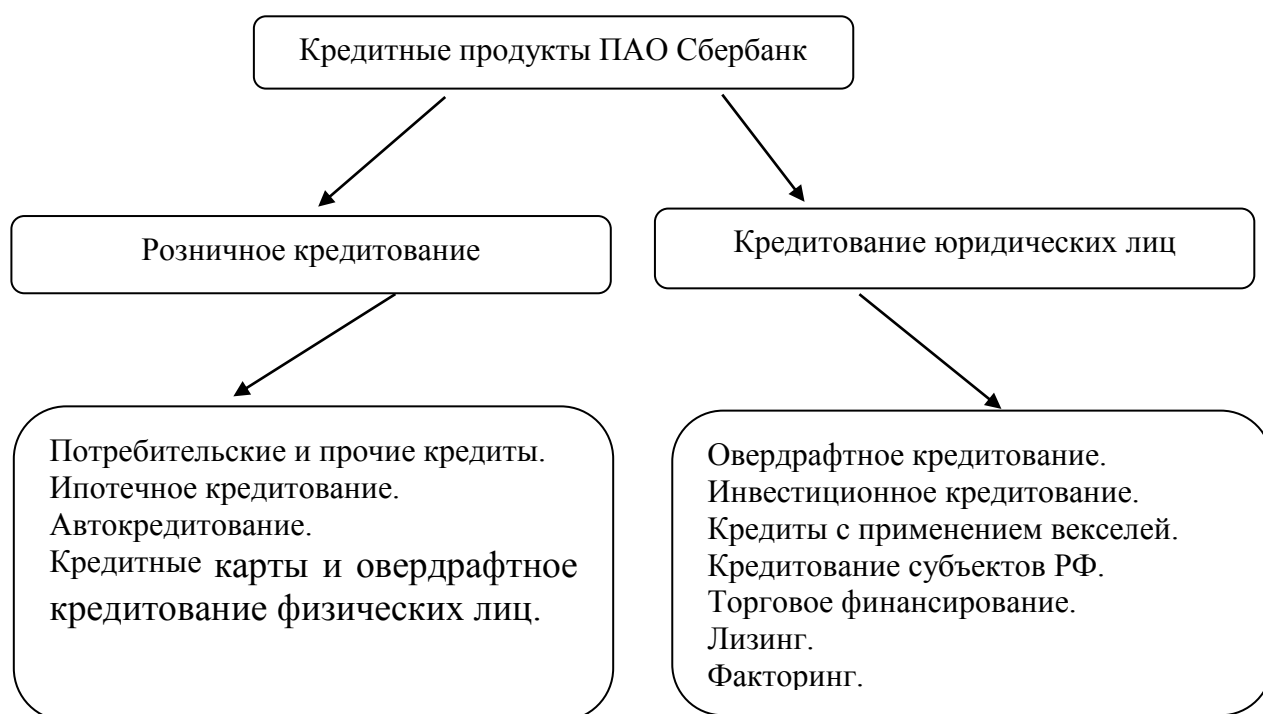 Кредитные продукты ПАО Сбербанк
Розничное кредитование
Кредитование юридических лиц
Потребительские и прочие кредиты.
Ипотечное кредитование.
Автокредитование.
Кредитные карты и овердрафтное
кредитование физических лиц.
Овердрафтное кредитование.
Инвестиционное кредитование.
Кредиты с применением векселей.
Кредитование субъектов РФ.
Торговое финансирование.
Лизинг.
Факторинг.